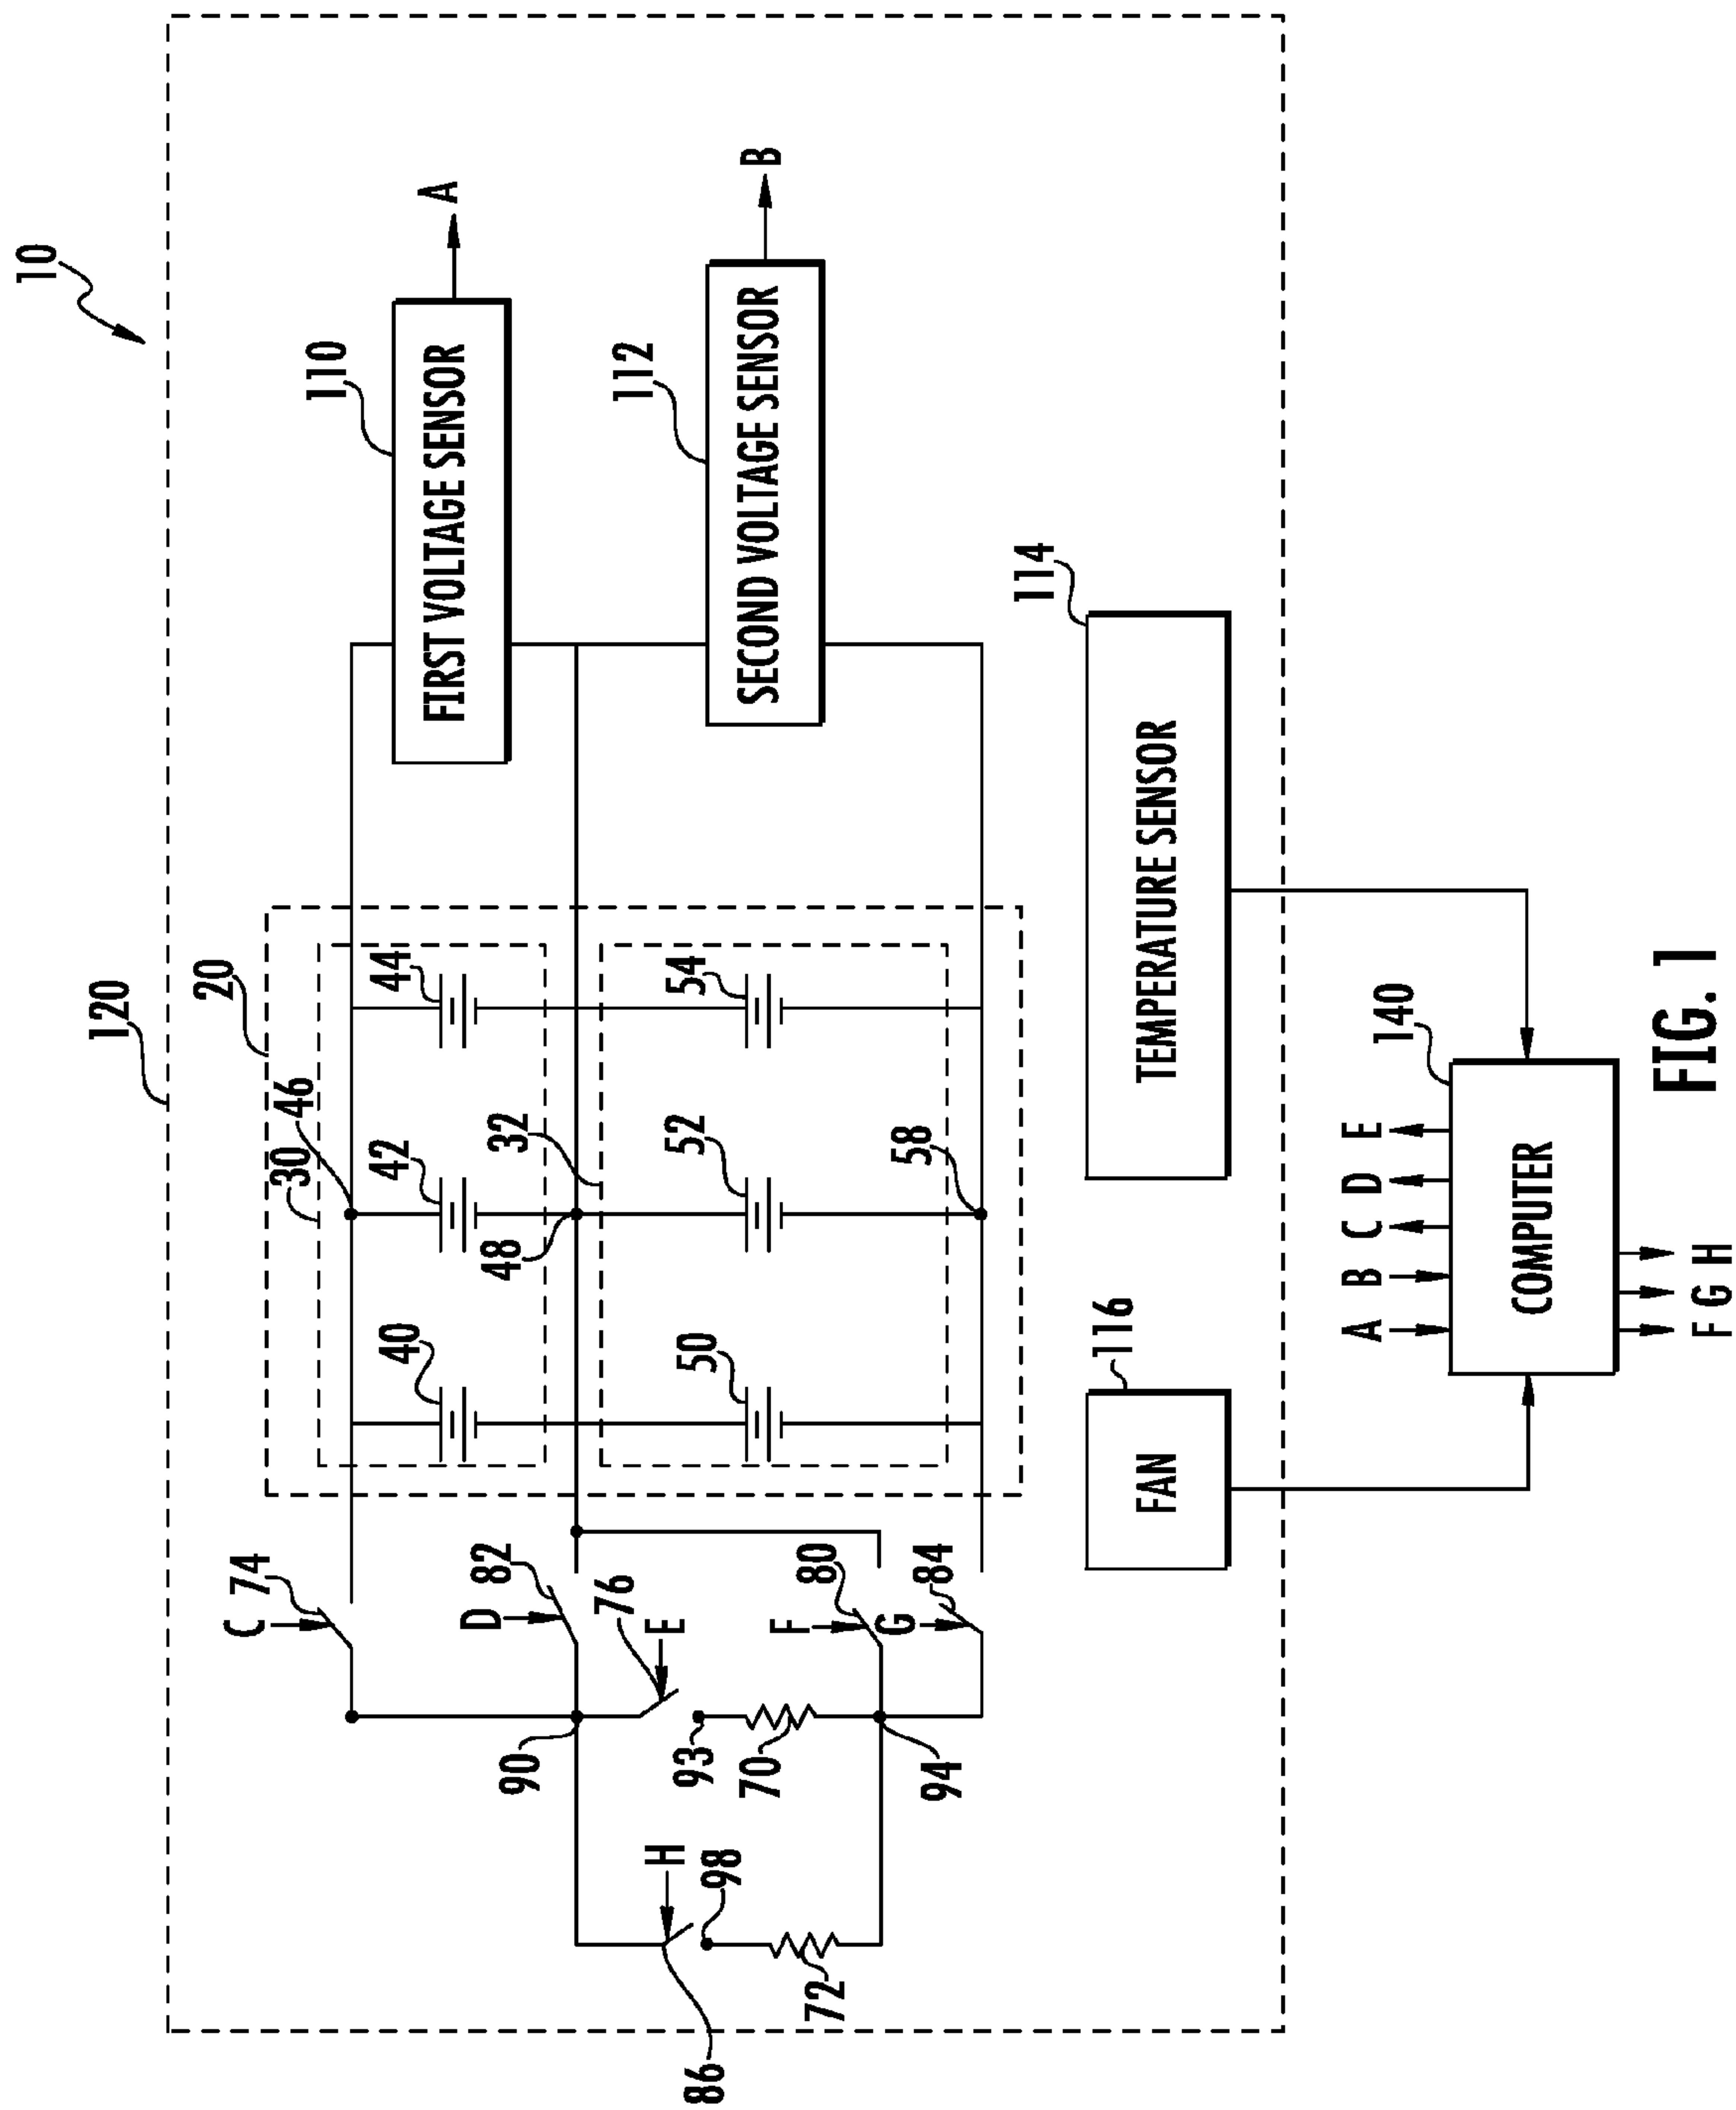 10
120
20
30
46
44
42
40
32
48
54
52
50
58
110
FIRST VOLTAGE SENSOR
A
112
SECOND VOLTAGE SENSOR
B
C
74
D
82
76
E
F
80
G
84
90
93
70
94
H
98
72
86
114
TEMPERATURE SENSOR
116
FAN
140
COMPUTER
A B C D E
F G H
FIG. 1